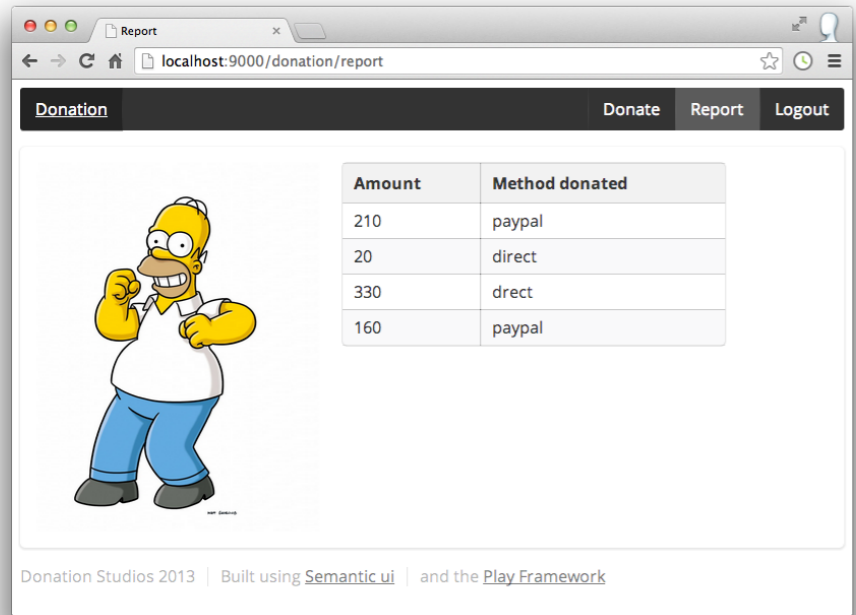 Report
localhost:9000/donation/report
Donation Donate Report Logout
Amount Method donated
210 paypal
20 direct
330 drect
160 paypal
Donation Studios 2013 Built using Semantic ui and the Play Framework